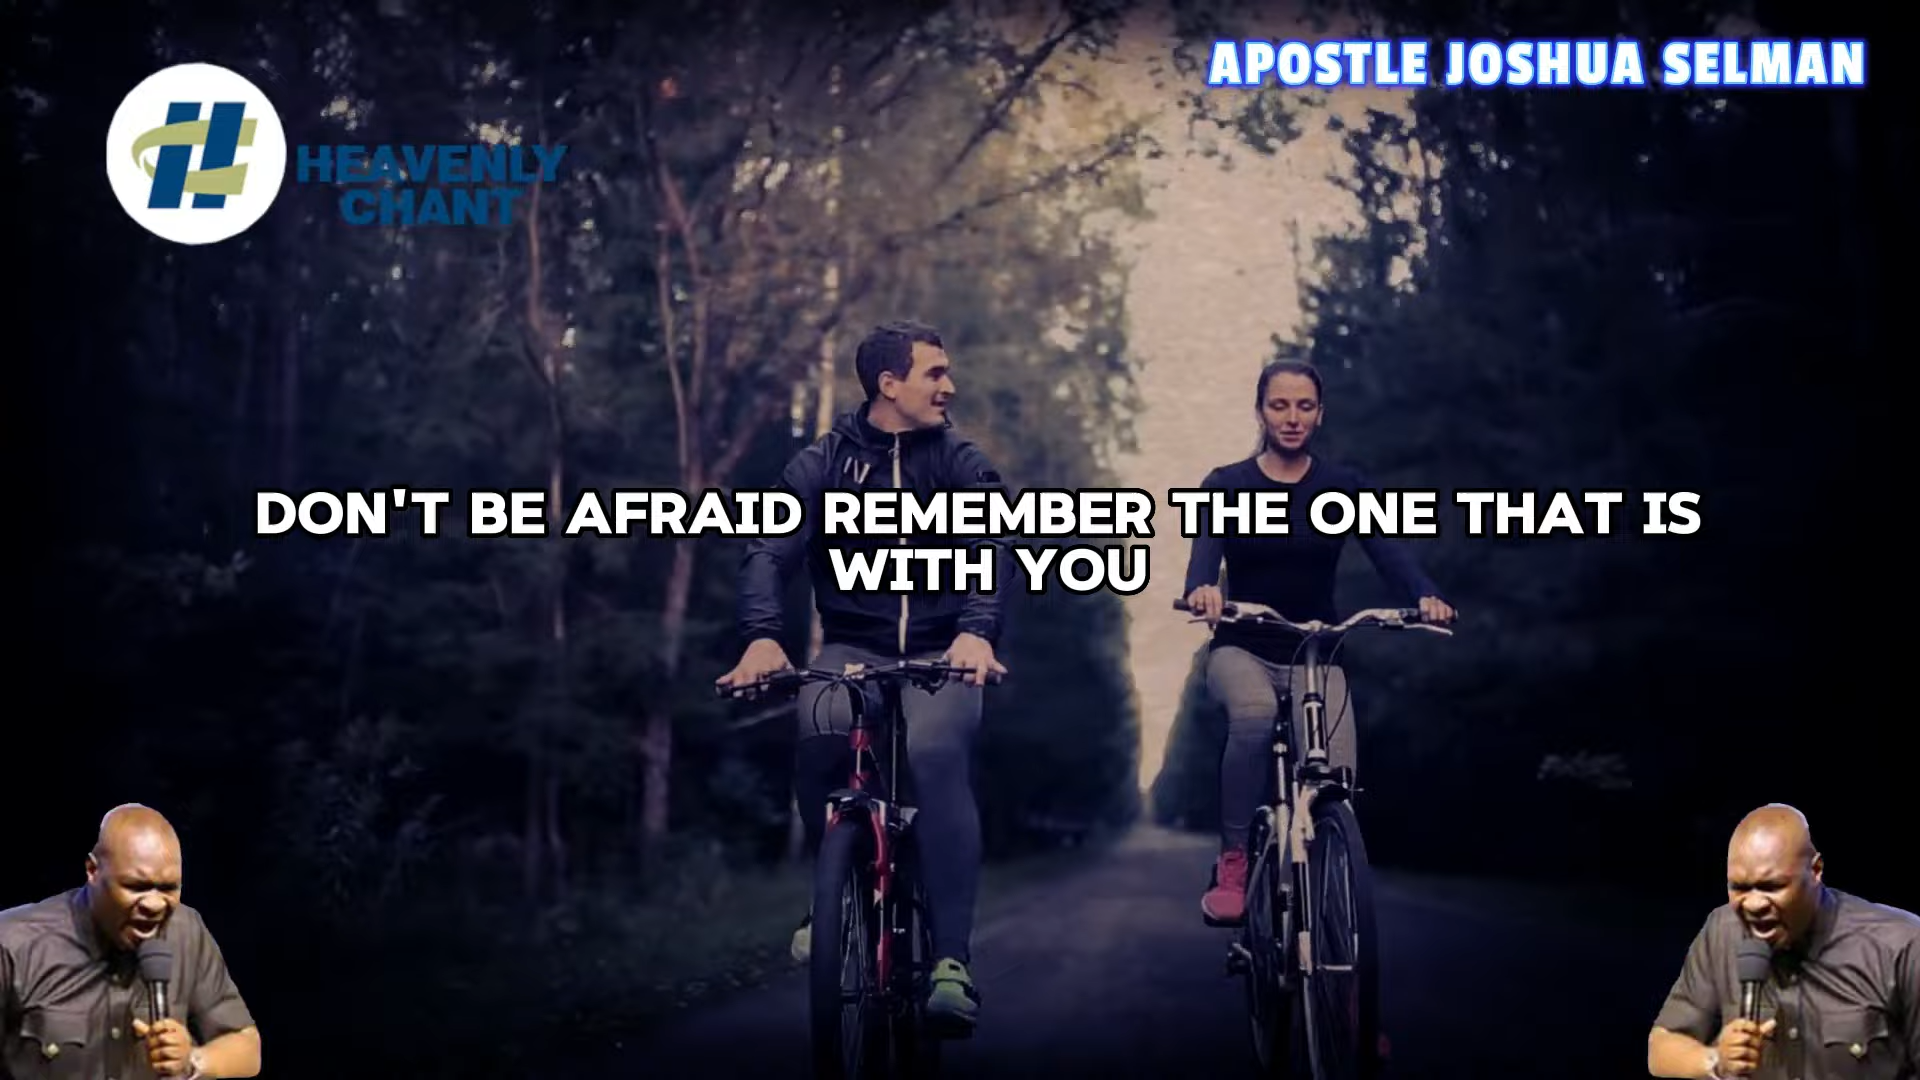 APOSTLE JOSHUA SELMAN
HEAVENLY
CHANT
DON'T BE AFRAID REMEMBER THE ONE THAT IS
WITH YOU